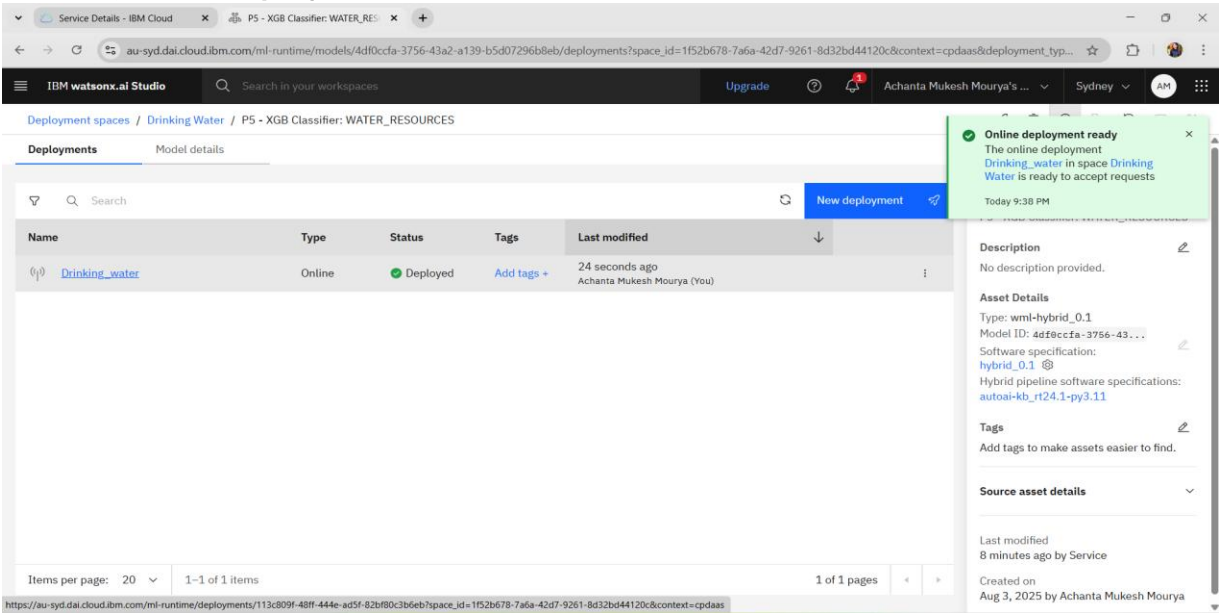 Service Details - IBM Cloud
P5 - XGB Classifier: WATER_RES
au-syd.dai.cloud.ibm.com/ml-runtime/models/4df0ccfa-3756-43a2-a139-b5d07296b8eb/deployments?space_id=1f52b678-7a6a-42d7-9261-8d32bd44120c&context=cpdaas&deployment_typ...
IBM watsonx.ai Studio
Search in your workspaces
Upgrade
1
Achanta Mukesh Mourya's ...
Sydney
AM
Deployment spaces / Drinking Water / P5 - XGB Classifier: WATER_RESOURCES
Deployments Model details
Online deployment ready
The online deployment
Drinking_water in space Drinking
Water is ready to accept requests
Today 9:38 PM
Search
New deployment
Name Type Status Tags Last modified
Drinking_water Online Deployed Add tags + 24 seconds ago
Achanta Mukesh Mourya (You)
Description
No description provided.
Asset Details
Type: wml-hybrid_0.1
Model ID: 4df0ccfa-3756-43...
Software specification:
hybrid_0.1
Hybrid pipeline software specifications:
autoai-kb_rt24.1-py3.11
Tags
Add tags to make assets easier to find.
Source asset details
Last modified
8 minutes ago by Service
Created on
Aug 3, 2025 by Achanta Mukesh Mourya
Items per page: 20 1–1 of 1 items 1 of 1 pages
https://au-syd.dai.cloud.ibm.com/ml-runtime/deployments/113c809f-48ff-444e-ad5f-82bf80c3b6eb?space_id=1f52b678-7a6a-42d7-9261-8d32bd44120c&context=cpdaas